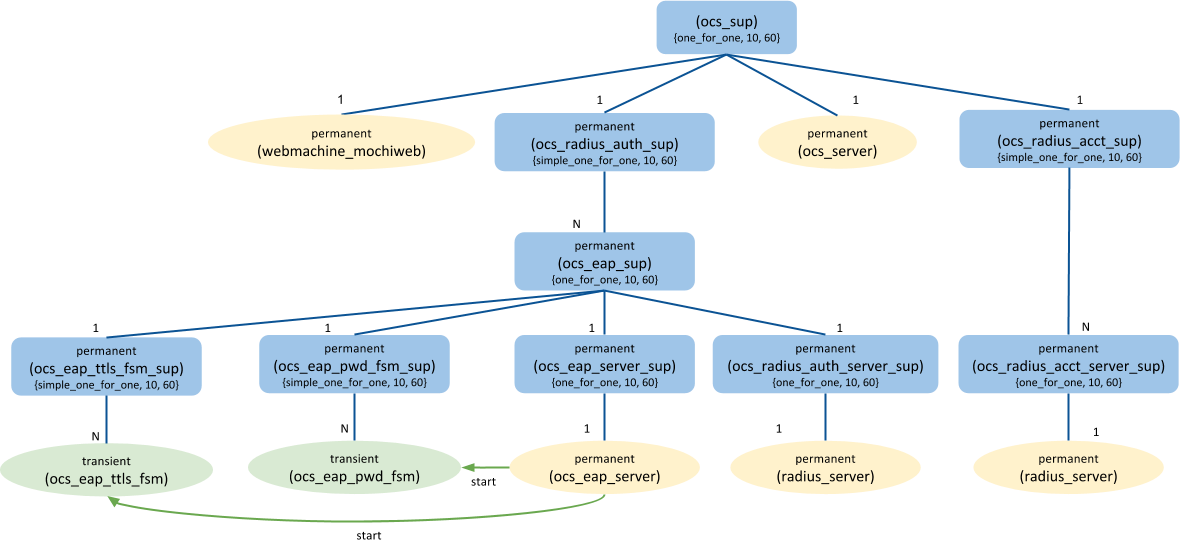 (ocs_sup)
{one_for_one, 10, 60}
1
1
1
1
permanent
(webmachine_mochiweb)
permanent
(ocs_radius_auth_sup)
{simple_one_for_one, 10, 60}
permanent
(ocs_server)
permanent
(ocs_radius_acct_sup)
{simple_one_for_one, 10, 60}
N
permanent
(ocs_eap_sup)
{one_for_one, 10, 60}
1
1
1
1
N
permanent
(ocs_eap_ttls_fsm_sup)
{simple_one_for_one, 10, 60}
permanent
(ocs_eap_pwd_fsm_sup)
{simple_one_for_one, 10, 60}
permanent
(ocs_eap_server_sup)
{one_for_one, 10, 60}
permanent
(ocs_radius_auth_server_sup)
{one_for_one, 10, 60}
permanent
(ocs_radius_acct_server_sup)
{one_for_one, 10, 60}
N
N
1
1
1
transient
(ocs_eap_ttls_fsm)
transient
(ocs_eap_pwd_fsm)
permanent
(ocs_eap_server)
permanent
(radius_server)
permanent
(radius_server)
start
start